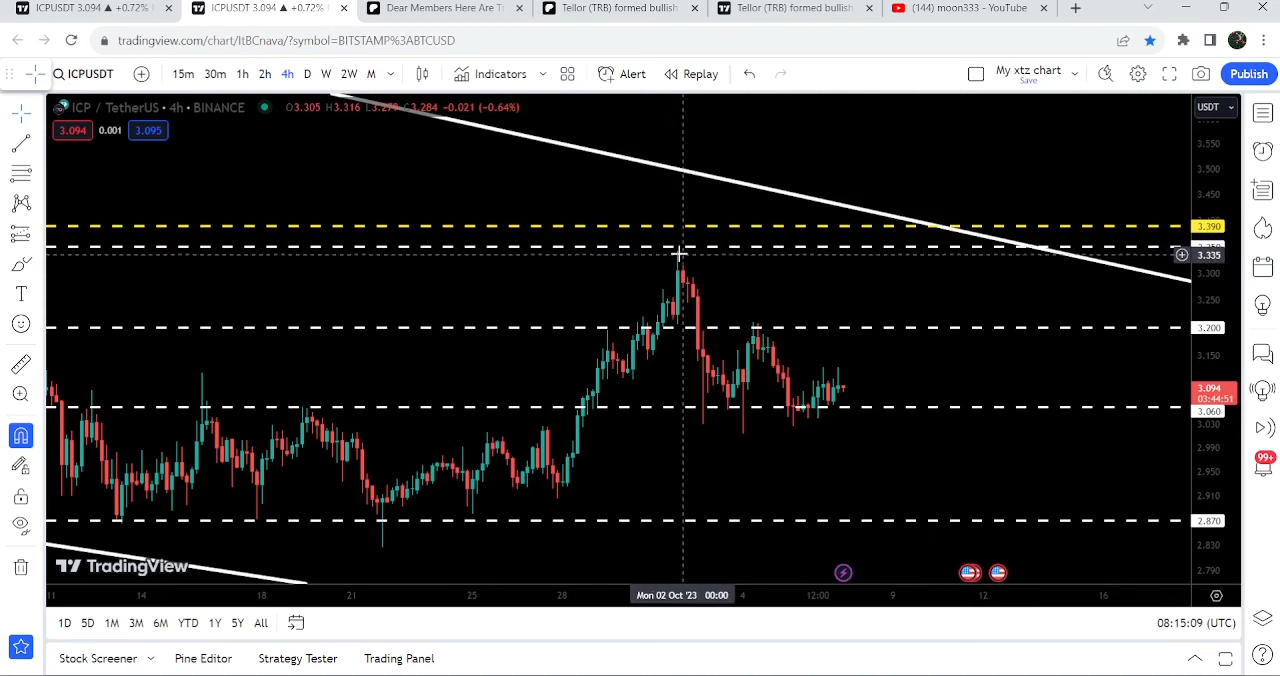 ICPUSDT 3.094 ▲ +0.72%
ICPUSDT 3.094 ▲ +0.72%
Dear Members Here Are Ti
Tellor (TRB) formed bullish
Tellor (TRB) formed bullish
(144) moon333 - YouTube
tradingview.com/chart/ItBCnava/?symbol=BITSTAMP%3ABTCUSD
ICPUSDT
15m 30m 1h 2h 4h D W 2W M
Indicators
Alert
Replay
My xtz chart
Save
Publish
ICP / TetherUS • 4h • BINANCE
O3.305 H3.316 L3.279 C3.284 -0.021 (-0.64%)
USDT
3.094 0.001 3.095
3.550
3.500
3.450
3.390
3.335
3.300
3.250
3.200
3.150
3.094
03:44:51
3.060
3.030
2.990
2.950
2.910
2.870
2.830
2.790
99+
TradingView
11 14 18 21 25 28 Mon 02 Oct '23 00:00 4 12:00 9 12 16
1D 5D 1M 3M 6M YTD 1Y 5Y All
08:15:09 (UTC)
Stock Screener
Pine Editor
Strategy Tester
Trading Panel